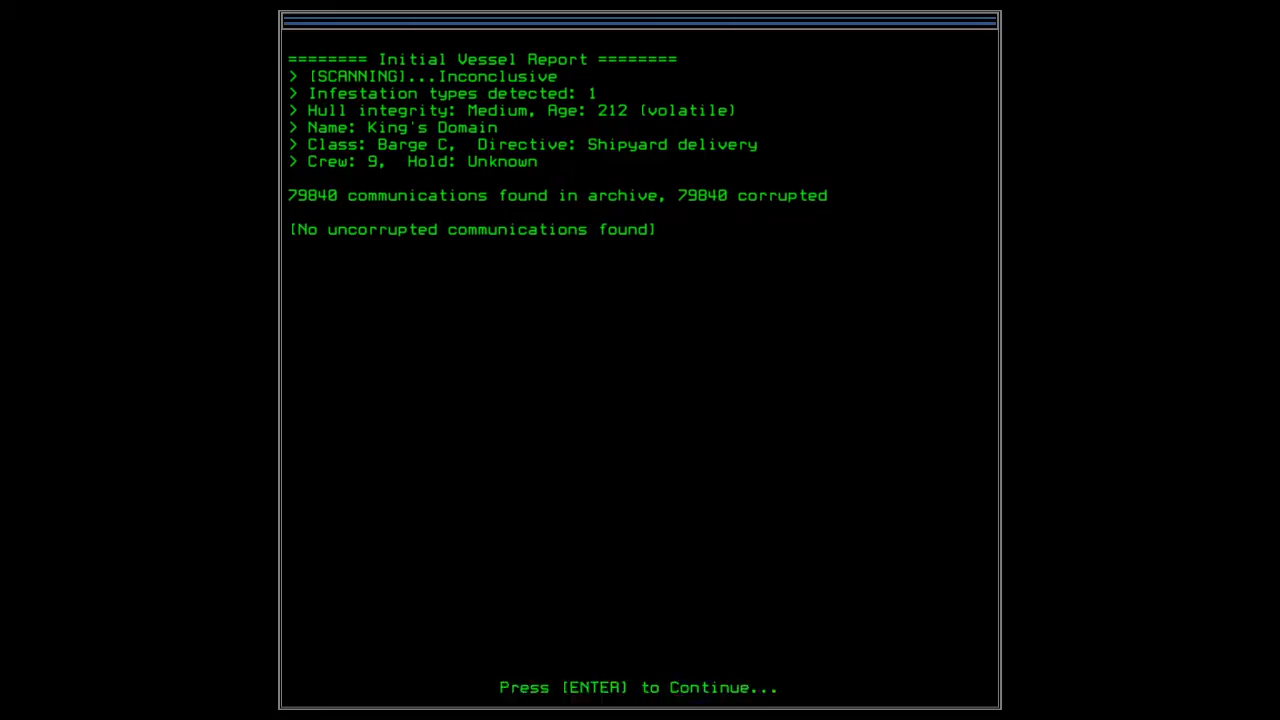 ======== Initial Vessel Report ========
> [SCANNING]...Inconclusive
> Infestation types detected: 1
> Hull integrity: Medium, Age: 212 (volatile)
> Name: King's Domain
> Class: Barge C,  Directive: Shipyard delivery
> Crew: 9,  Hold: Unknown
79840 communications found in archive, 79840 corrupted
[No uncorrupted communications found]
Press [ENTER] to Continue...